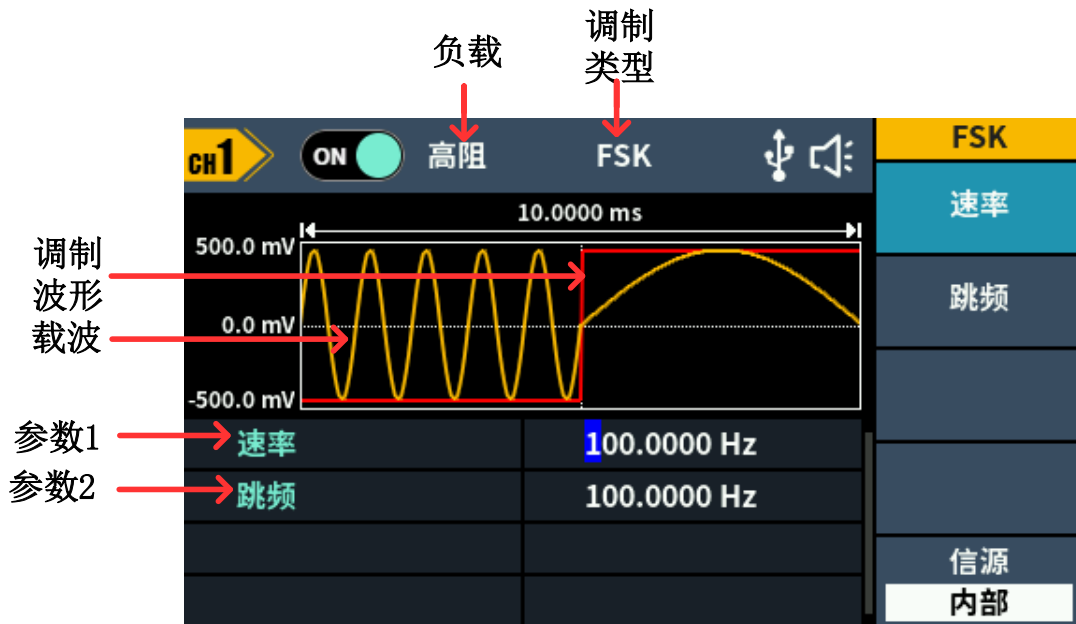 负载
调制
类型
CH1
ON
高阻
FSK
FSK
速率
跳频
10.0000 ms
500.0 mV
0.0 mV
-500.0 mV
调制
波形
载波
参数1
速率
100.0000 Hz
参数2
跳频
100.0000 Hz
信源
内部